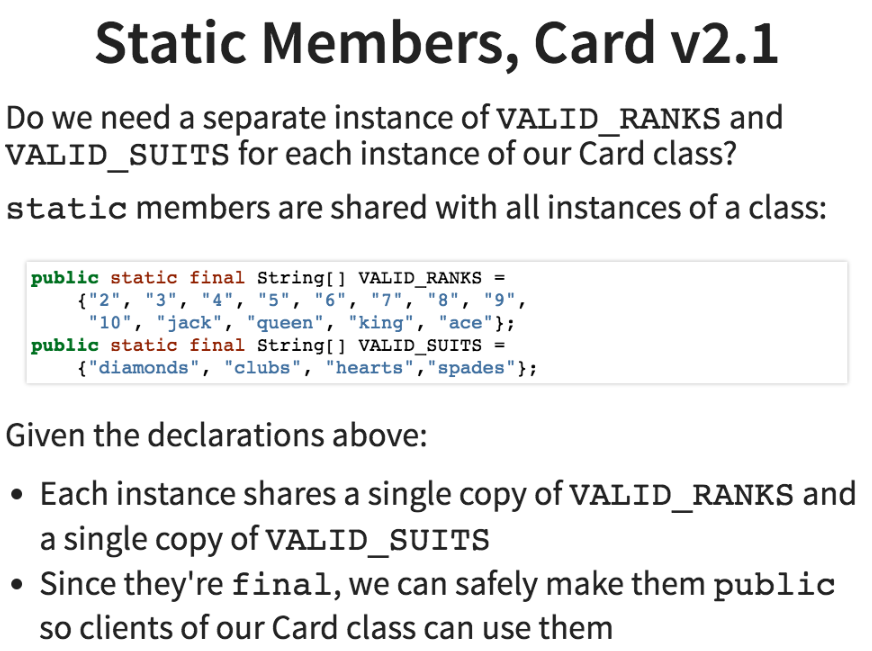 Static Members, Card v2.1
Do we need a separate instance of VALID_RANKS and
VALID_SUITS for each instance of our Card class?
static members are shared with all instances of a class:
public static final String[] VALID_RANKS =
    {"2", "3", "4", "5", "6", "7", "8", "9",
     "10", "jack", "queen", "king", "ace"};
public static final String[] VALID_SUITS =
    {"diamonds", "clubs", "hearts","spades"};
Given the declarations above:
• Each instance shares a single copy of VALID_RANKS and
a single copy of VALID_SUITS
• Since they're final, we can safely make them public
so clients of our Card class can use them